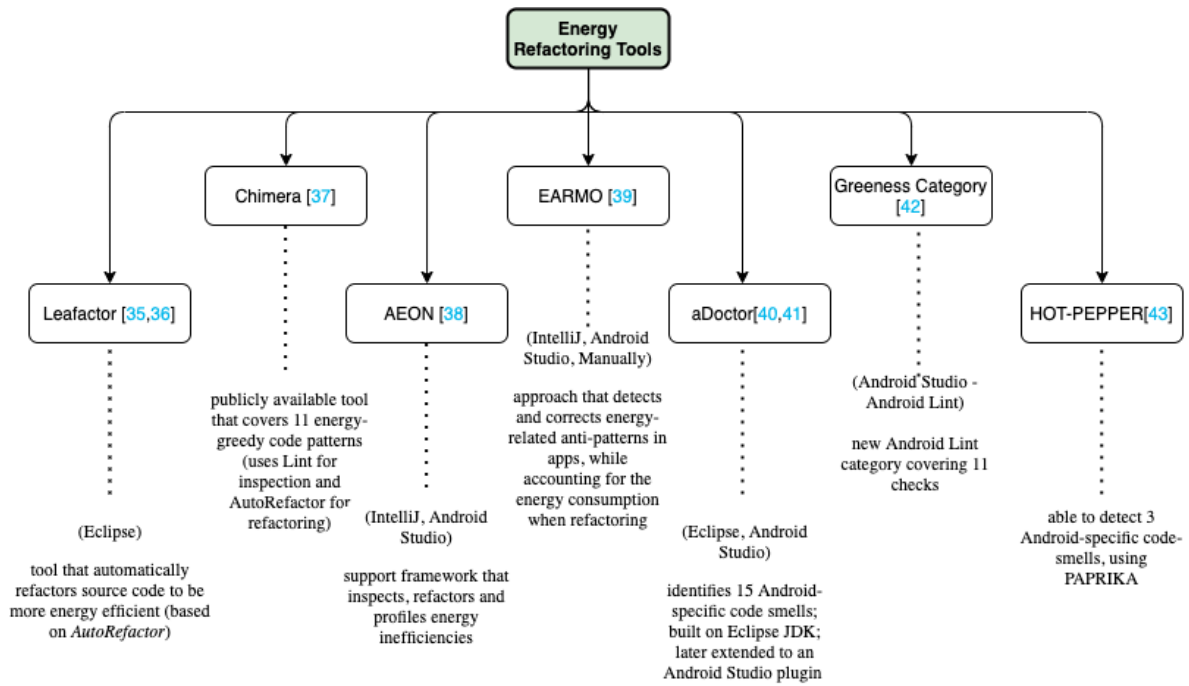 Energy
Refactoring Tools
Chimera [37]
EARMO [39]
Greeness Category
[42]
Leafactor [35,36]
AEON [38]
aDoctor[40,41]
HOT-PEPPER[43]
(Eclipse)
tool that automatically
refactors source code to be
more energy efficient (based
on AutoRefactor)
publicly available tool
that covers 11 energy-
greedy code patterns
(uses Lint for
inspection and
AutoRefactor for
refactoring)
(IntelliJ, Android
Studio)
support framework that
inspects, refactors and
profiles energy
inefficiencies
(IntelliJ, Android
Studio, Manually)
approach that detects
and corrects energy-
related anti-patterns in
apps, while
accounting for the
energy consumption
when refactoring
(Eclipse, Android
Studio)
identifies 15 Android-
specific code smells;
built on Eclipse JDK;
later extended to an
Android Studio plugin
(Android Studio -
Android Lint)
new Android Lint
category covering 11
checks
able to detect 3
Android-specific code-
smells, using
PAPRIKA